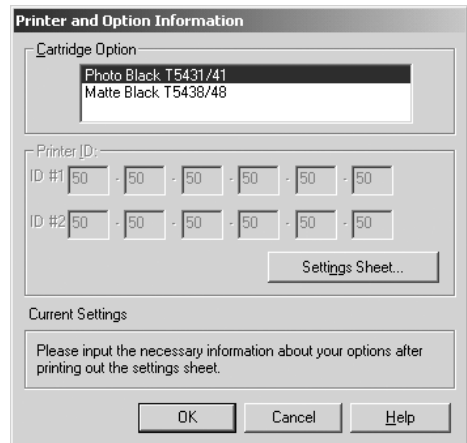 Printer and Option Information
Cartridge Option
Photo Black T5431/41
Matte Black T5438/48
Printer ID:
ID #1 50 - 50 - 50 - 50 - 50 - 50
ID #2 50 - 50 - 50 - 50 - 50 - 50
Settings Sheet...
Current Settings
Please input the necessary information about your options after
printing out the settings sheet.
OK Cancel Help